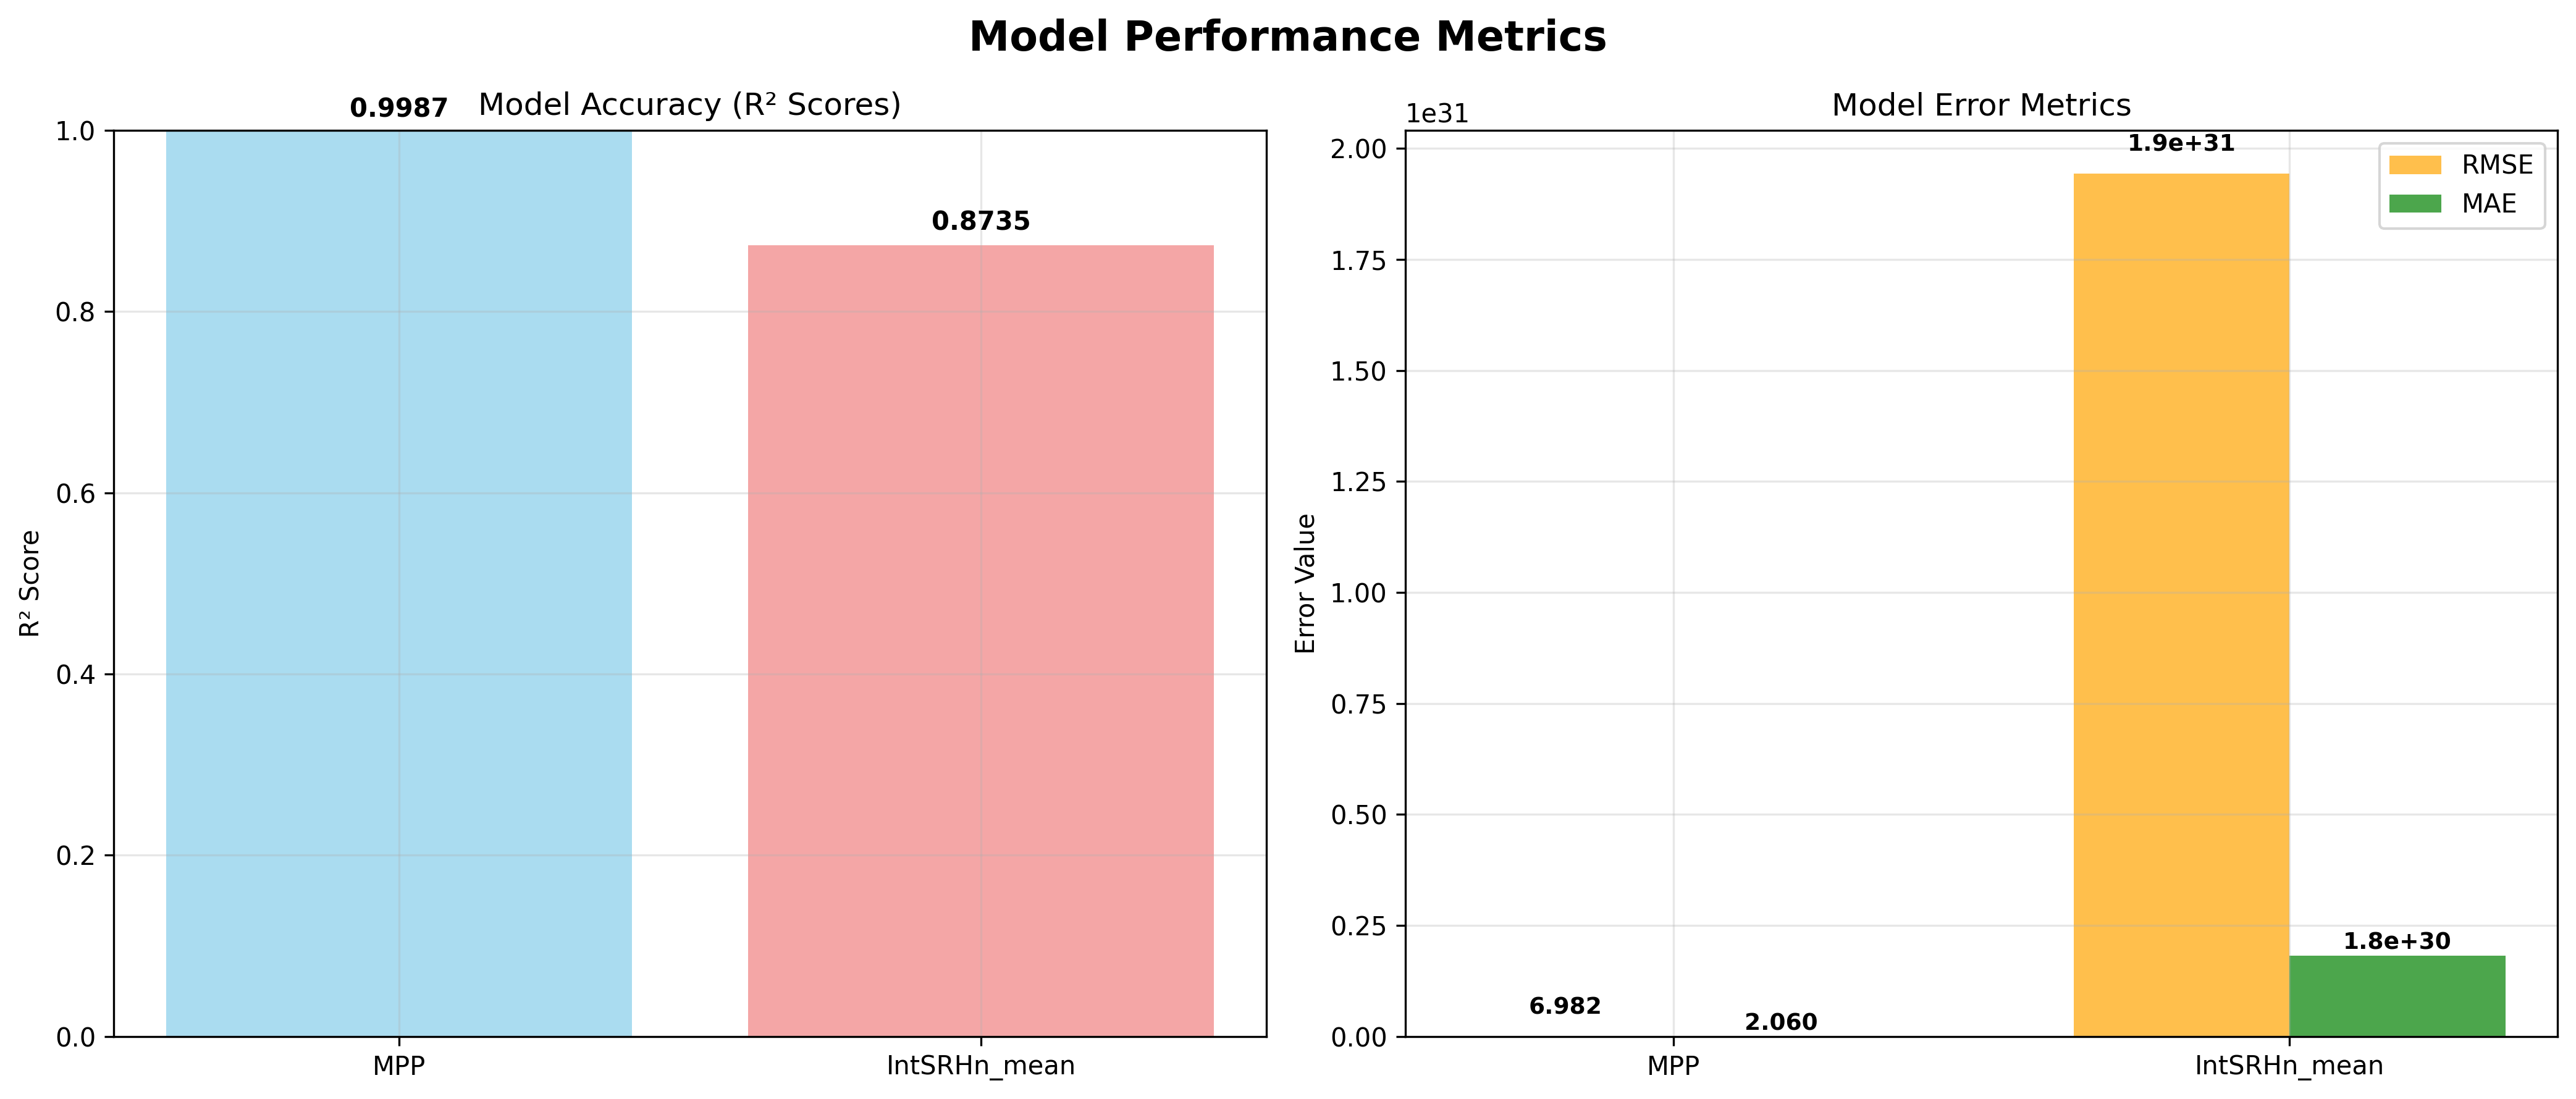 Model Performance Metrics
Model Accuracy (R² Scores)
0.9987
0.8735
1.0
0.8
0.6
0.4
0.2
0.0
R² Score
MPP
IntSRHn_mean
Model Error Metrics
1e31
2.00
1.75
1.50
1.25
1.00
0.75
0.50
0.25
0.00
Error Value
1.9e+31
RMSE
MAE
1.8e+30
6.982
2.060
MPP
IntSRHn_mean